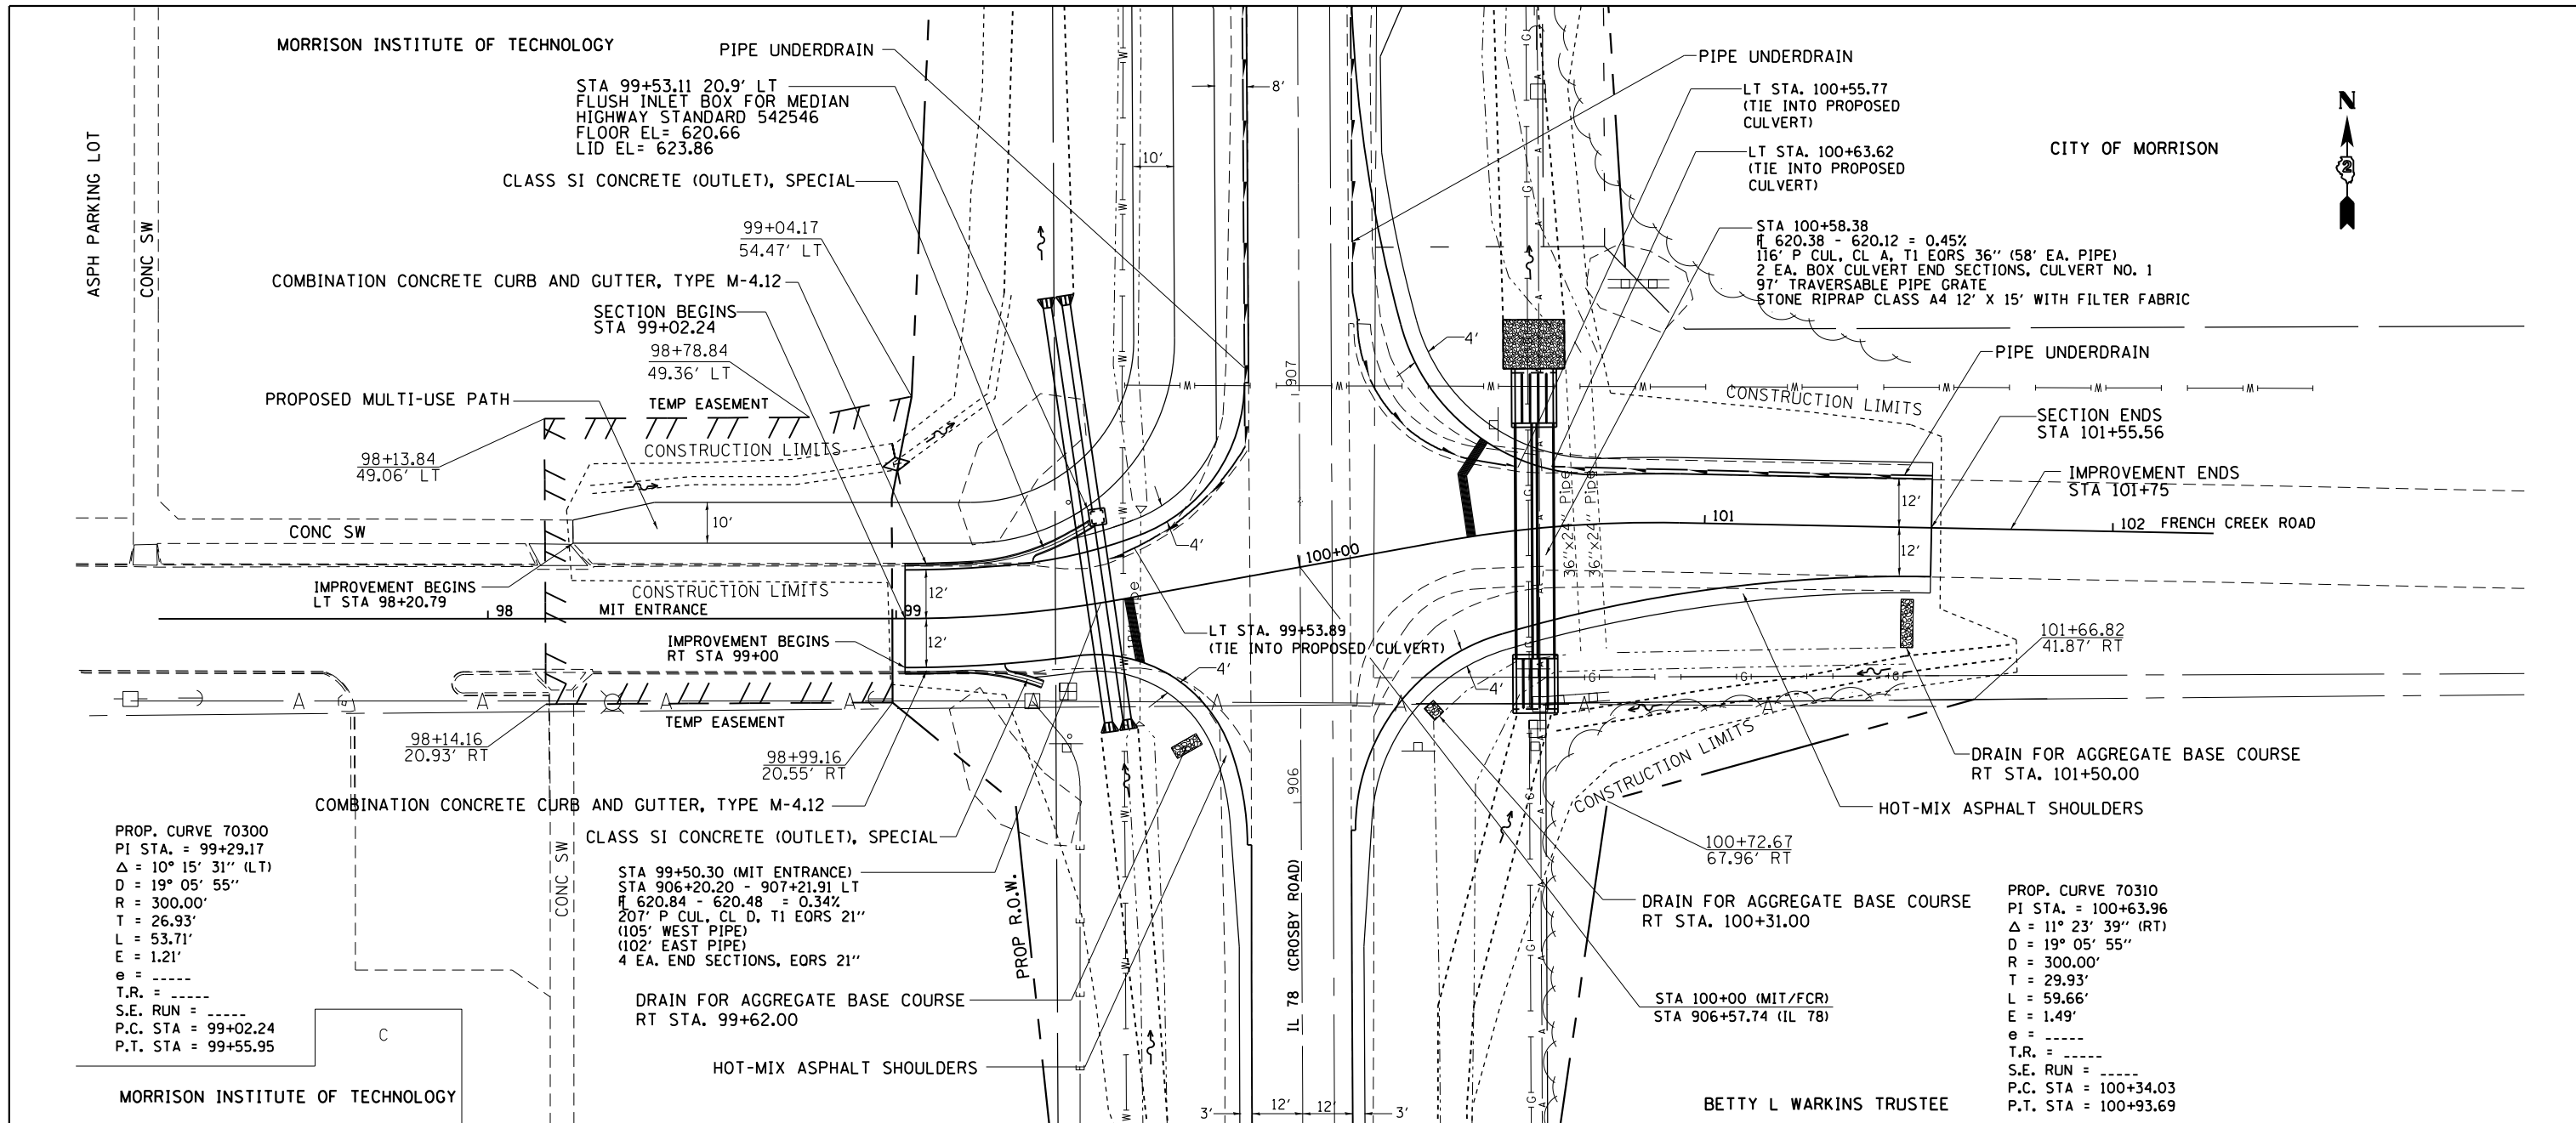 MORRISON INSTITUTE OF TECHNOLOGY
PIPE UNDERDRAIN
STA 99+53.11 20.9' LT
FLUSH INLET BOX FOR MEDIAN
HIGHWAY STANDARD 542546
FLOOR EL= 620.66
LID EL= 623.86
CLASS SI CONCRETE (OUTLET), SPECIAL
99+04.17
54.47' LT
COMBINATION CONCRETE CURB AND GUTTER, TYPE M-4.12
SECTION BEGINS
STA 99+02.24
98+78.84
49.36' LT
PROPOSED MULTI-USE PATH
TEMP EASEMENT
CONSTRUCTION LIMITS
98+13.84
49.06' LT
ASPH PARKING LOT
CONC SW
CONC SW
10'
10'
8'
IMPROVEMENT BEGINS
LT STA 98+20.79
CONSTRUCTION LIMITS
98
MIT ENTRANCE
99
12'
12'
IMPROVEMENT BEGINS
RT STA 99+00
TEMP EASEMENT
98+14.16
20.93' RT
98+99.16
20.55' RT
COMBINATION CONCRETE CURB AND GUTTER, TYPE M-4.12
CLASS SI CONCRETE (OUTLET), SPECIAL
STA 99+50.30 (MIT ENTRANCE)
STA 906+20.20 - 907+21.91 LT
FL 620.84 - 620.48 = 0.34%
207' P CUL, CL D, T1 EQRS 21"
(105' WEST PIPE)
(102' EAST PIPE)
4 EA. END SECTIONS, EQRS 21"
DRAIN FOR AGGREGATE BASE COURSE
RT STA. 99+62.00
HOT-MIX ASPHALT SHOULDERS
PROP. CURVE 70300
PI STA. = 99+29.17
Δ = 10° 15' 31" (LT)
D = 19° 05' 55"
R = 300.00'
T = 26.93'
L = 53.71'
E = 1.21'
e = _____
T.R. = _____
S.E. RUN = _____
P.C. STA = 99+02.24
P.T. STA = 99+55.95
C
CONC SW
MORRISON INSTITUTE OF TECHNOLOGY
PROP R.O.W.
4'
4'
LT STA. 99+53.89
(TIE INTO PROPOSED CULVERT)
100+00
907
906
IL 78 (CROSBY ROAD)
3'
12'
12'
3'
PIPE UNDERDRAIN
LT STA. 100+55.77
(TIE INTO PROPOSED
CULVERT)
LT STA. 100+63.62
(TIE INTO PROPOSED
CULVERT)
N
2
CITY OF MORRISON
STA 100+58.38
FL 620.38 - 620.12 = 0.45%
116' P CUL, CL A, T1 EQRS 36" (58' EA. PIPE)
2 EA. BOX CULVERT END SECTIONS, CULVERT NO. 1
97' TRAVERSABLE PIPE GRATE
STONE RIPRAP CLASS A4 12' X 15' WITH FILTER FABRIC
4'
PIPE UNDERDRAIN
CONSTRUCTION LIMITS
SECTION ENDS
STA 101+55.56
IMPROVEMENT ENDS
STA 101+75
36"x24" Pipe
36"x22" Pipe
101
12'
12'
102 FRENCH CREEK ROAD
4'
101+66.82
41.87' RT
CONSTRUCTION LIMITS
DRAIN FOR AGGREGATE BASE COURSE
RT STA. 101+50.00
HOT-MIX ASPHALT SHOULDERS
100+72.67
67.96' RT
DRAIN FOR AGGREGATE BASE COURSE
RT STA. 100+31.00
STA 100+00 (MIT/FCR)
STA 906+57.74 (IL 78)
PROP. CURVE 70310
PI STA. = 100+63.96
Δ = 11° 23' 39" (RT)
D = 19° 05' 55"
R = 300.00'
T = 29.93'
L = 59.66'
E = 1.49'
e = _____
T.R. = _____
S.E. RUN = _____
P.C. STA = 100+34.03
P.T. STA = 100+93.69
BETTY L WARKINS TRUSTEE